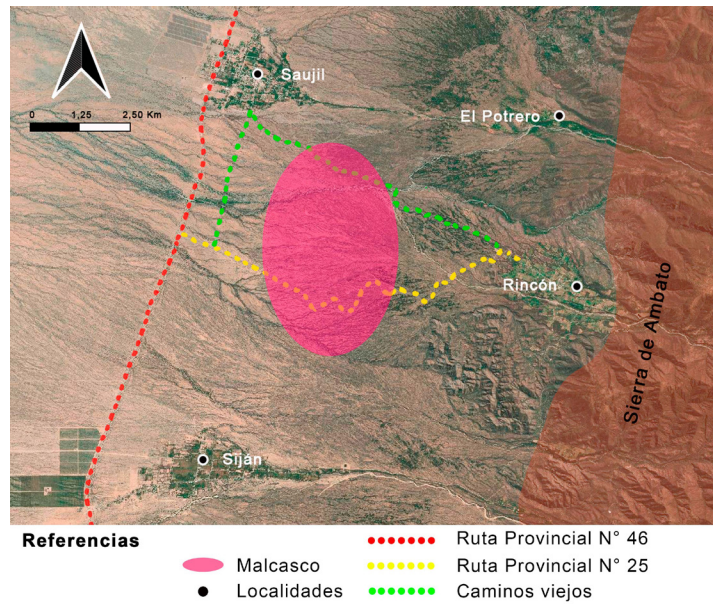 Saujil
0 1,25 2,50 Km
El Potrero
Rincón
Sierra de Ambato
Siján
Referencias
Malcasco
Localidades
Ruta Provincial N° 46
Ruta Provincial N° 25
Caminos viejos